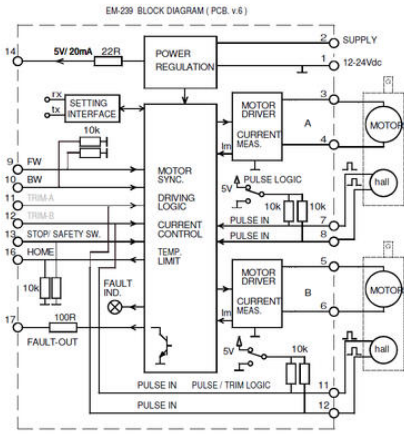 EM-239 BLOCK DIAGRAM ( PCB. v.6 )
14
5V/ 20mA
22R
POWER
REGULATION
2
SUPPLY
1
12-24Vdc
rx
tx
SETTING
INTERFACE
10k
MOTOR
DRIVER
CURRENT
MEAS.
Im
A
3
4
MOTOR
hall
9
FW
10
BW
11
TRIM-A
12
TRIM-B
13
STOP/ SAFETY SW.
16
HOME
10k
MOTOR
SYNC.
DRIVING
LOGIC
CURRENT
CONTROL
TEMP.
LIMIT
5V
PULSE LOGIC
10k
10k
PULSE IN
7
PULSE IN
8
FAULT
IND.
17
100R
FAULT-OUT
MOTOR
DRIVER
CURRENT
MEAS.
Im
B
5
6
MOTOR
hall
5V
10k
PULSE IN
PULSE / TRIM LOGIC
11
PULSE IN
12